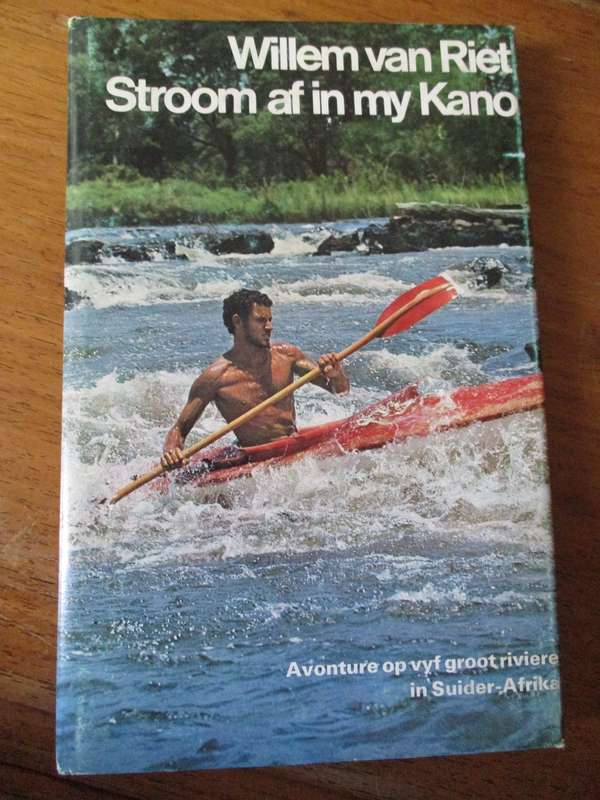 Willem van Riet
Stroom af in my Kano
Avonture op vyf groot riviere
in Suider-Afrika